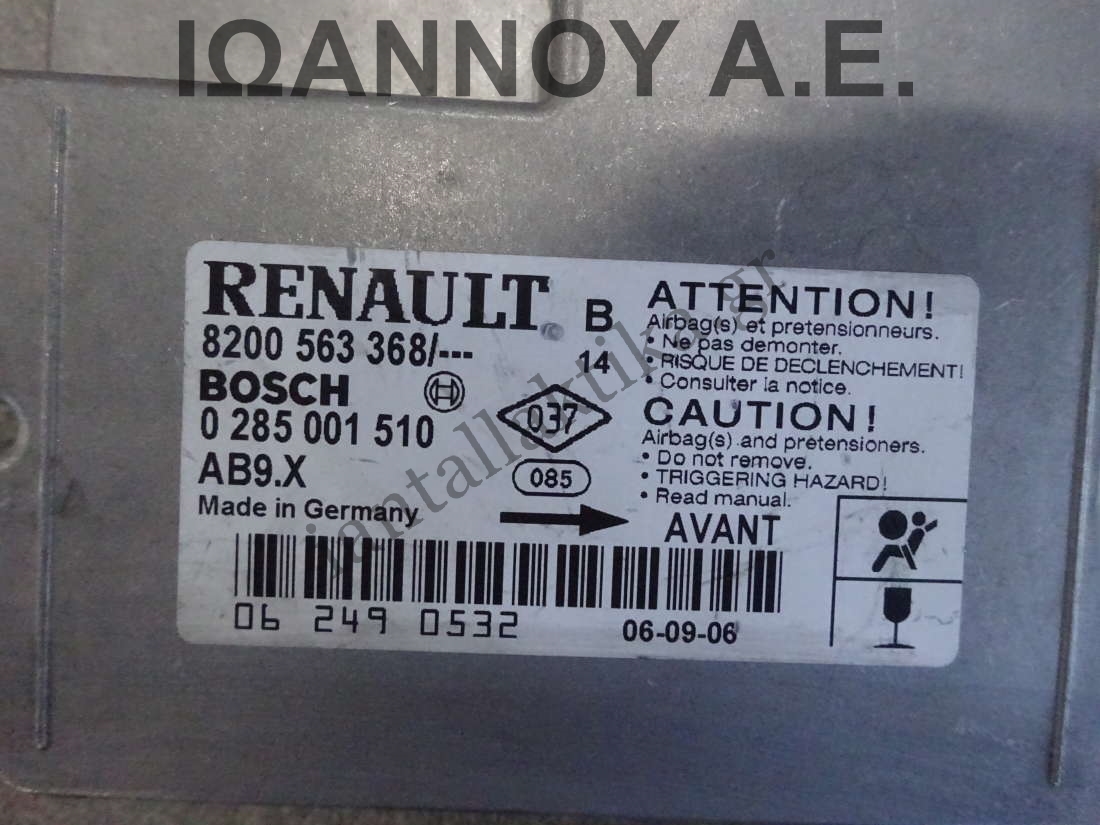 ΙΩΑΝΝΟΥ Α.Ε.
RENAULT
8200 563 368/---
B
14
BOSCH
0 285 001 510
AB9.X
Made in Germany
037
085
ATTENTION!
Airbag(s) et pretensionneurs.
• Ne pas demonter.
• RISQUE DE DECLENCHEMENT!
• Consulter la notice.
CAUTION!
Airbag(s) and pretensioners.
• Do not remove.
• TRIGGERING HAZARD!
• Read manual.
AVANT
06 249 0532
06-09-06
iantallaktika.gr